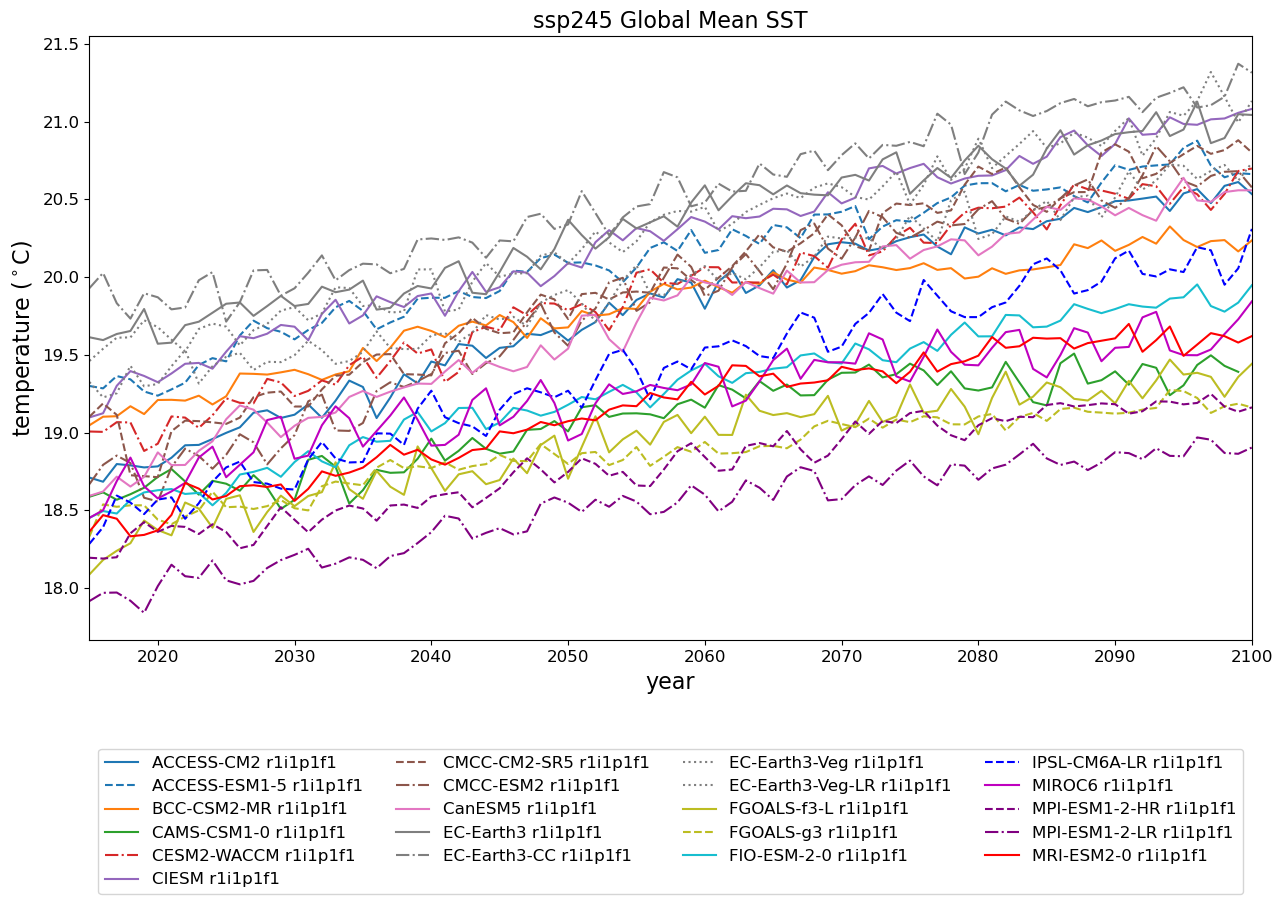 ssp245 Global Mean SST
21.5
21.0
20.5
20.0
19.5
19.0
18.5
18.0
temperature (°C)
2020 2030 2040 2050 2060 2070 2080 2090 2100
year
ACCESS-CM2 r1i1p1f1
ACCESS-ESM1-5 r1i1p1f1
BCC-CSM2-MR r1i1p1f1
CAMS-CSM1-0 r1i1p1f1
CESM2-WACCM r1i1p1f1
CIESM r1i1p1f1
CMCC-CM2-SR5 r1i1p1f1
CMCC-ESM2 r1i1p1f1
CanESM5 r1i1p1f1
EC-Earth3 r1i1p1f1
EC-Earth3-CC r1i1p1f1
EC-Earth3-Veg r1i1p1f1
EC-Earth3-Veg-LR r1i1p1f1
FGOALS-f3-L r1i1p1f1
FGOALS-g3 r1i1p1f1
FIO-ESM-2-0 r1i1p1f1
IPSL-CM6A-LR r1i1p1f1
MIROC6 r1i1p1f1
MPI-ESM1-2-HR r1i1p1f1
MPI-ESM1-2-LR r1i1p1f1
MRI-ESM2-0 r1i1p1f1